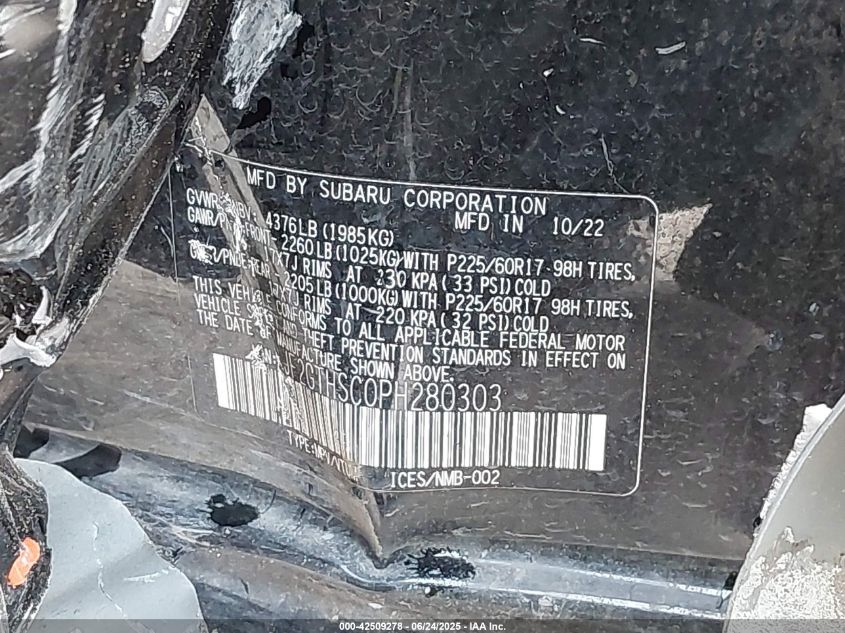 MFD BY SUBARU CORPORATION
MFD IN 10/22
4376LB(1985KG)
2260LB(1025KG)WITH P225/60R17 98H TIRES,
RIMS AT 230 KPA(33 PSI)COLD
2205LB(1000KG)WITH P225/60R17 98H TIRES,
RIMS AT 220 KPA(32 PSI)COLD
THIS CONFORMS TO ALL APPLICABLE FEDERAL MOTOR
VEHICLE AND THEFT PREVENTION STANDARDS IN EFFECT ON
THE DATE OF MANUFACTURE SHOWN ABOVE.
280303
ICES/NMB-002
000-42509278 - 06/24/2025 - IAA Inc.